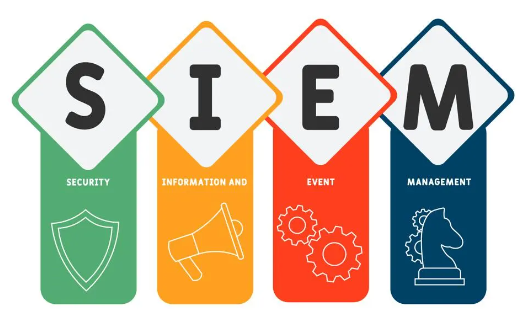 S I E M
SECURITY INFORMATION AND EVENT MANAGEMENT